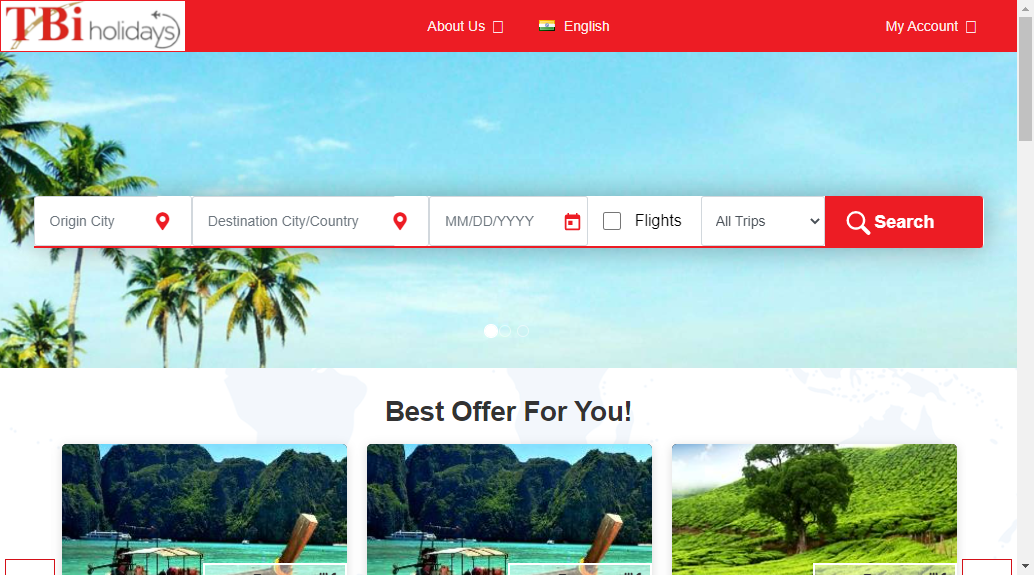 TBi holidays
About Us
English
My Account
Origin City
Destination City/Country
MM/DD/YYYY
Flights
All Trips
Search
Best Offer For You!